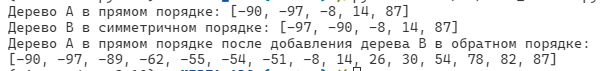 Дерево А в прямом порядке: [-90, -97, -8, 14, 87]
Дерево В в симметричном порядке: [-97, -90, -8, 14, 87]
Дерево А в прямом порядке после добавления дерева В в обратном порядке:
[-90, -97, -89, -62, -55, -54, -51, -8, 14, 26, 30, 54, 78, 82, 87]